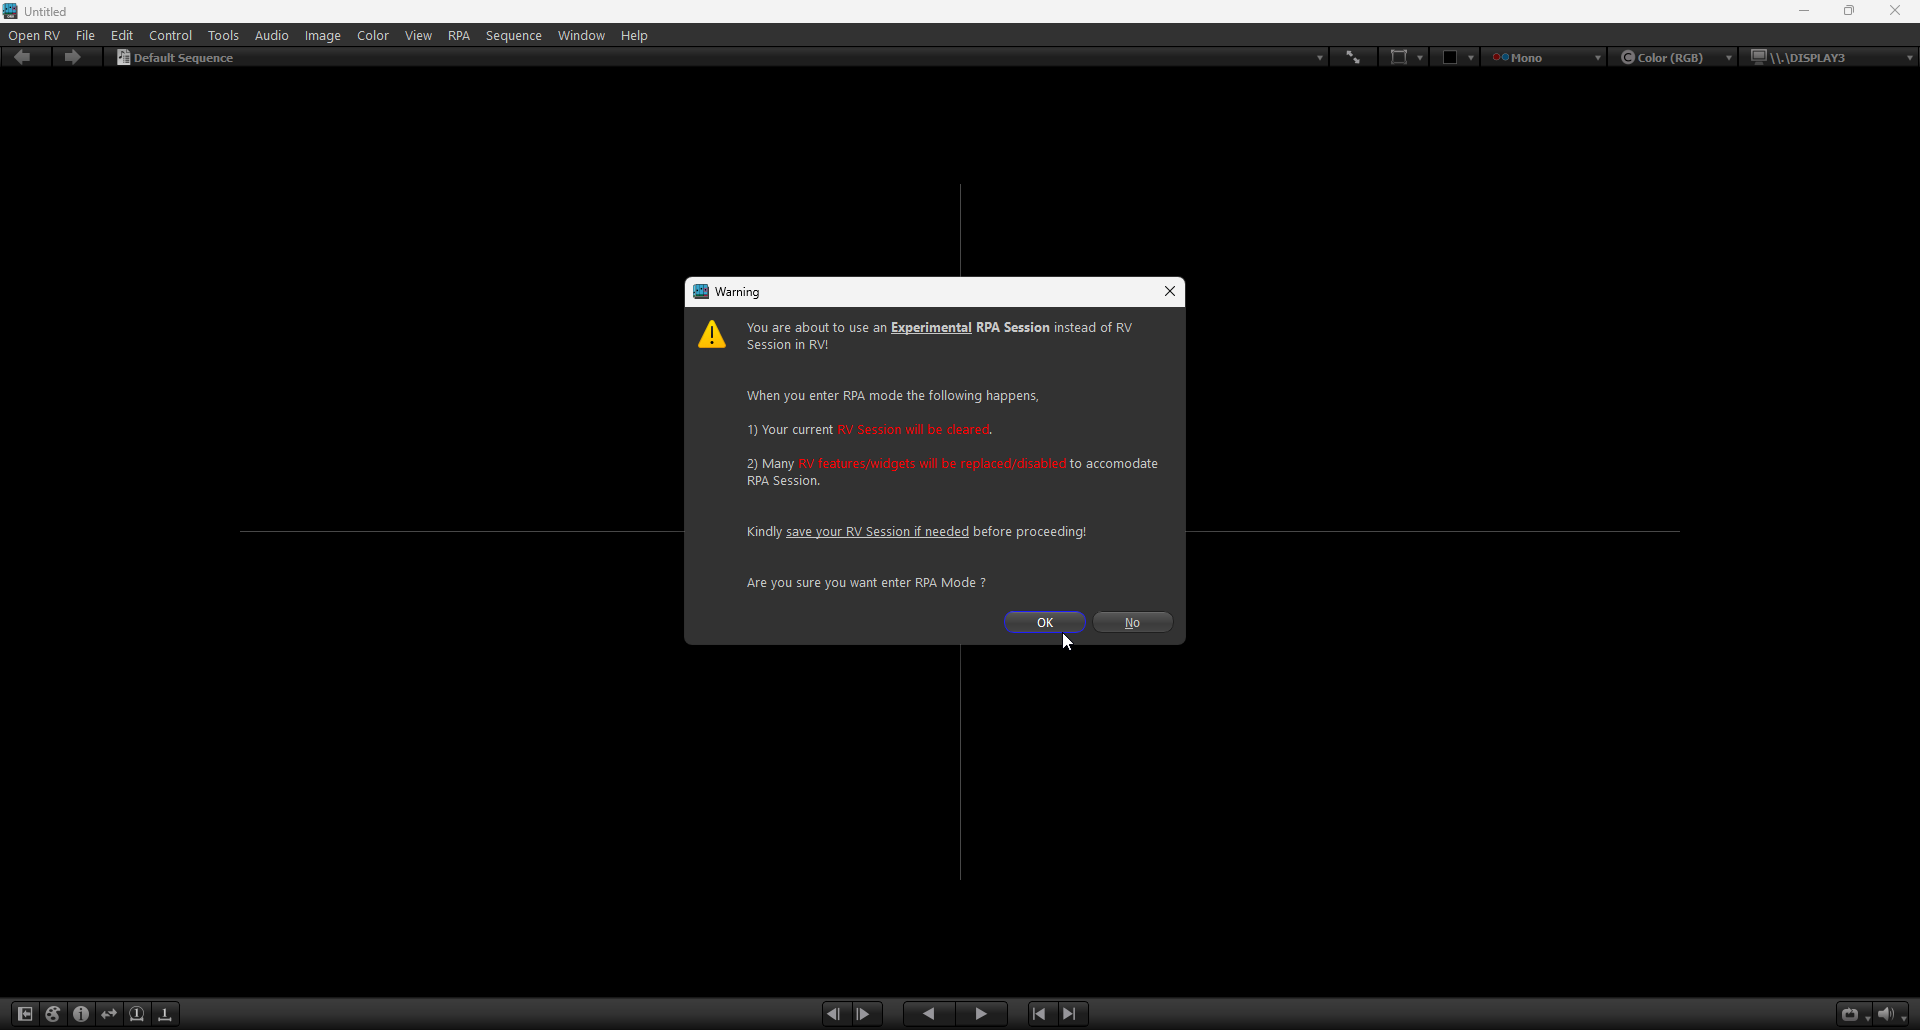 Untitled
Open RV File Edit Control Tools Audio Image Color View RPA Sequence Window Help
Default Sequence Mono Color (RGB) \\.\DISPLAY3
Warning
You are about to use an Experimental RPA Session instead of RV
Session in RV!
When you enter RPA mode the following happens,
1) Your current RV Session will be cleared.
2) Many RV features/widgets will be replaced/disabled to accomodate
RPA Session.
Kindly save your RV Session if needed before proceeding!
Are you sure you want enter RPA Mode ?
OK No